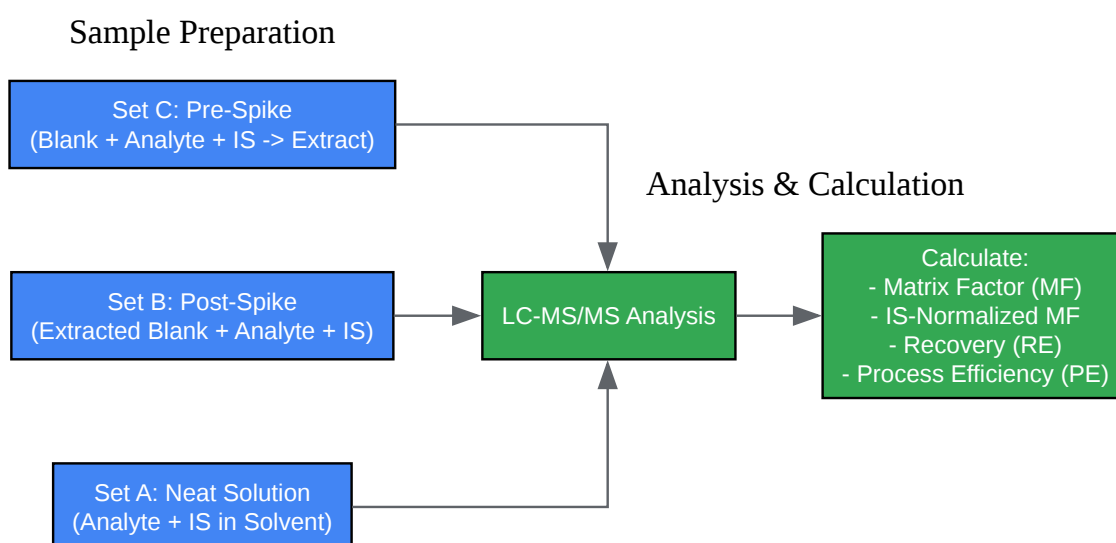 Sample Preparation
Set C: Pre-Spike
(Blank + Analyte + IS -> Extract)
Analysis & Calculation
Set B: Post-Spike
(Extracted Blank + Analyte + IS)
LC-MS/MS Analysis
Calculate:
- Matrix Factor (MF)
- IS-Normalized MF
- Recovery (RE)
- Process Efficiency (PE)
Set A: Neat Solution
(Analyte + IS in Solvent)